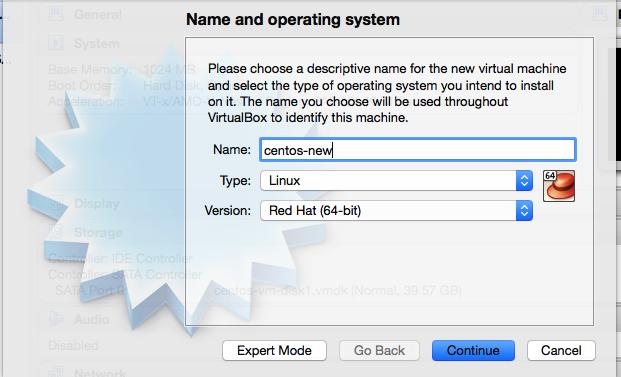 Name and operating system
General
System
Base Memory: 1024 MB
Boot Order: Hard Disk,
Acceleration: VT-x/AMD-
Please choose a descriptive name for the new virtual machine
and select the type of operating system you intend to install
on it. The name you choose will be used throughout
VirtualBox to identify this machine.
Name: centos-new
Type: Linux
64
Version: Red Hat (64-bit)
Display
Storage
Controller: IDE Controller
Controller: SATA Controller
SATA Port 0: centos-vm-disk1.vmdk (Normal, 39.57 GB)
Audio
Disabled
Expert Mode Go Back Continue Cancel
Network